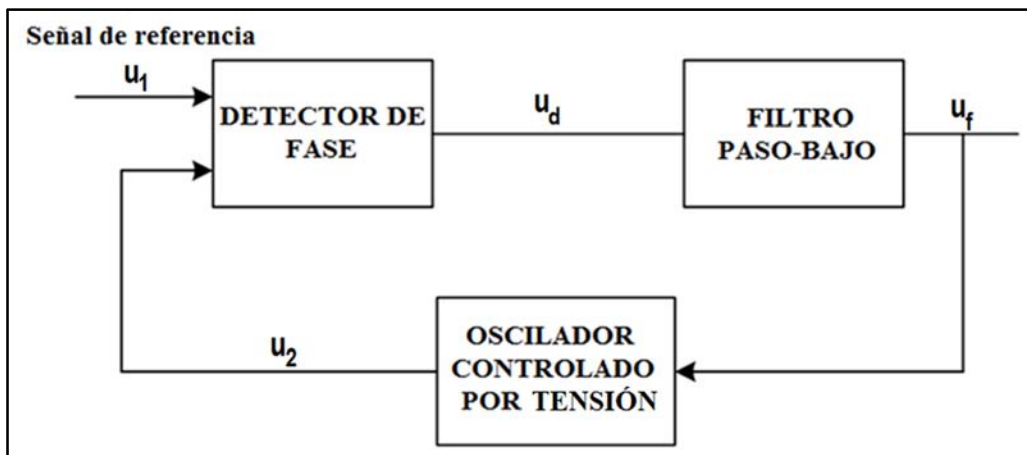 Señal de referencia
u1
DETECTOR DE
FASE
ud
FILTRO
PASO-BAJO
uf
OSCILADOR
CONTROLADO
POR TENSIÓN
u2